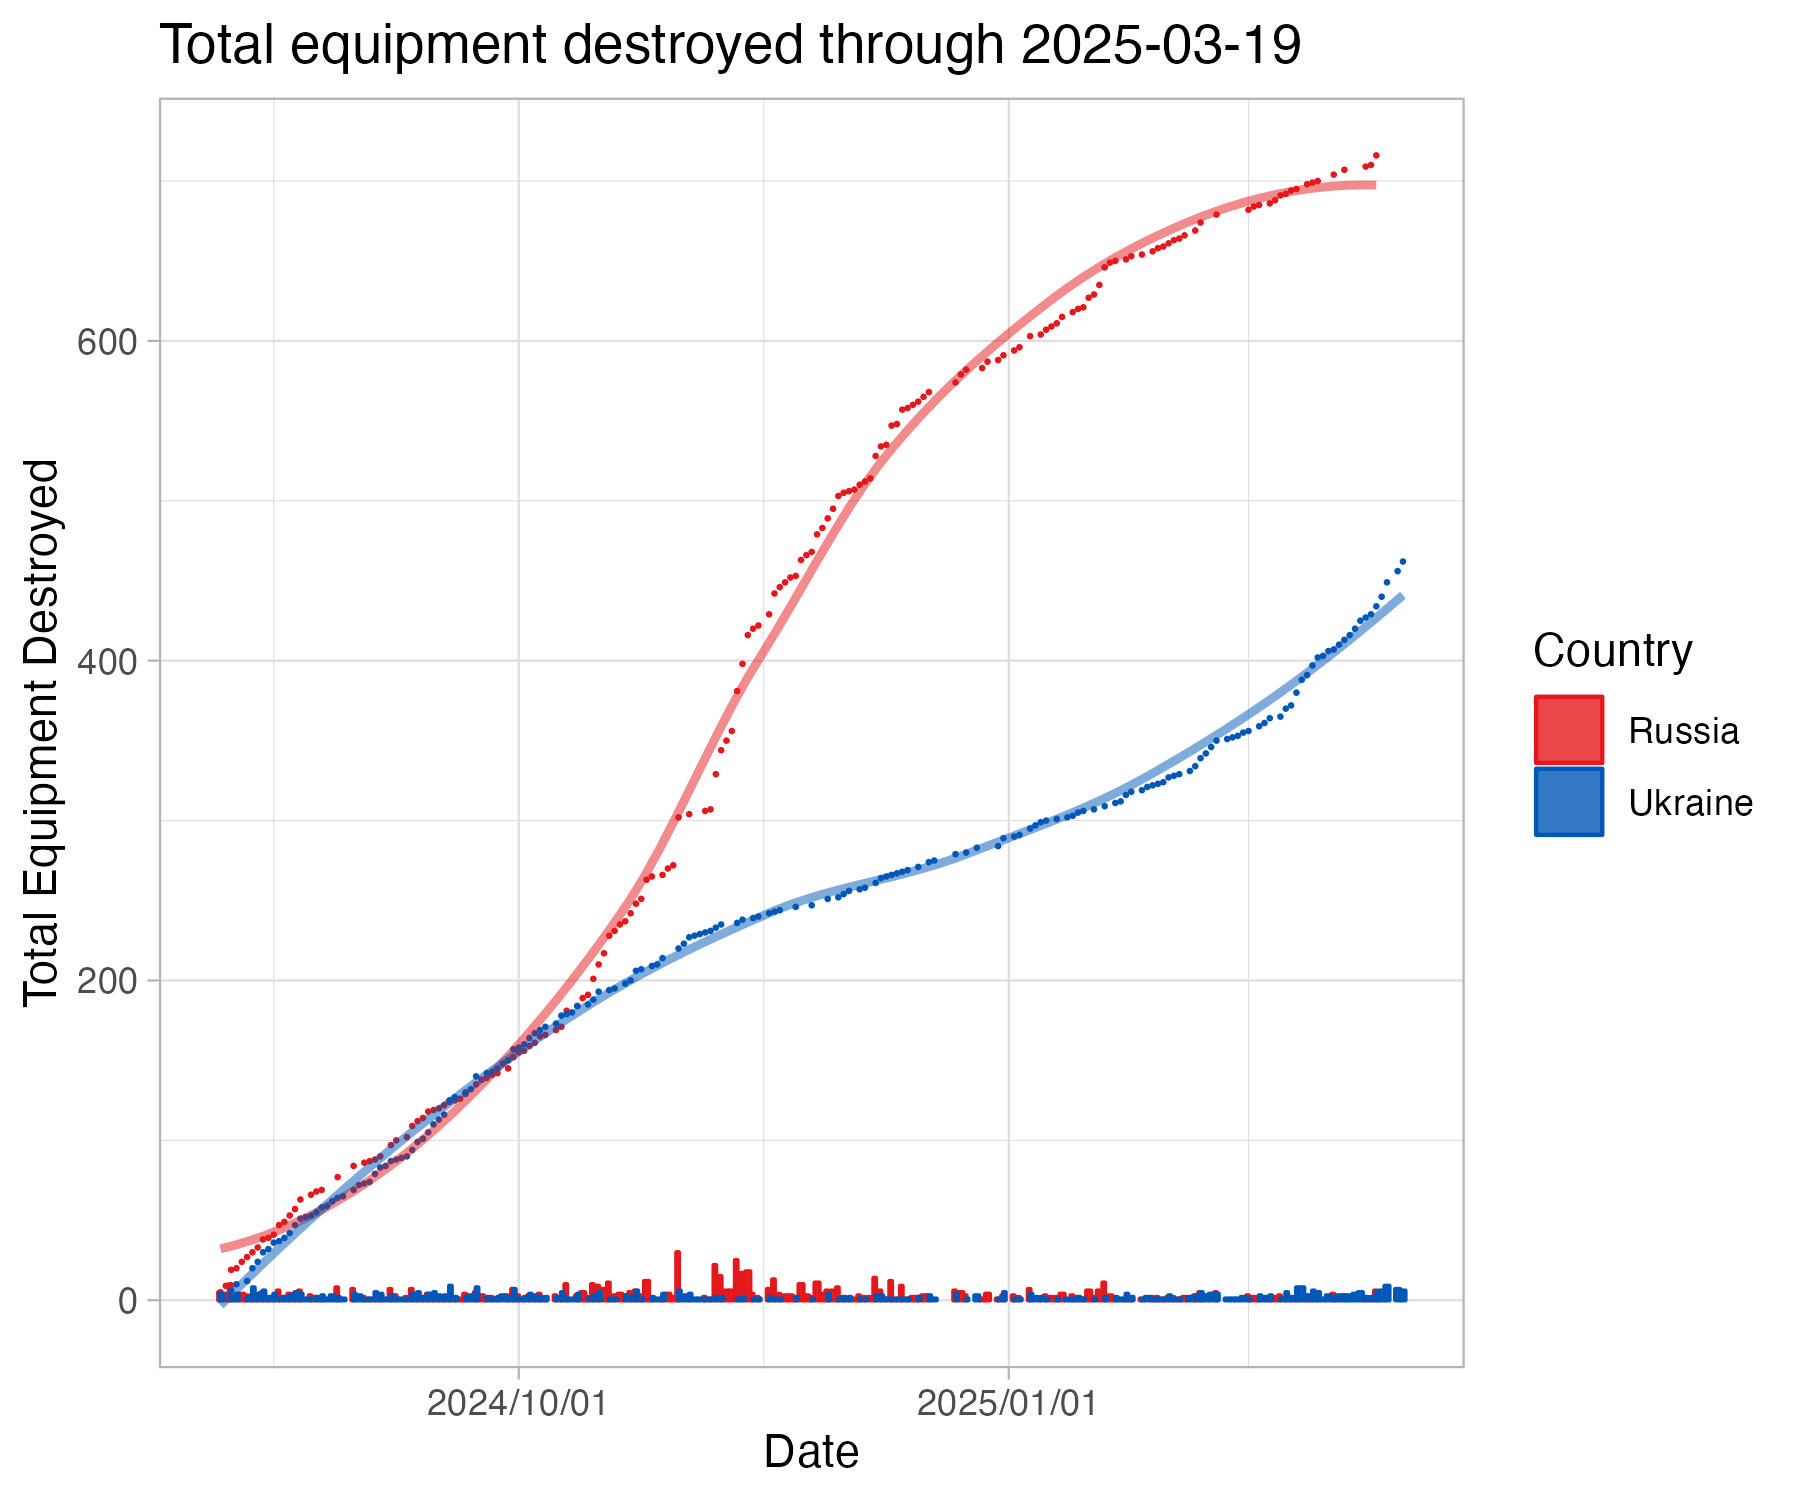 Total equipment destroyed through 2025-03-19
Total Equipment Destroyed
600
400
200
0
2024/10/01
2025/01/01
Date
Country
Russia
Ukraine